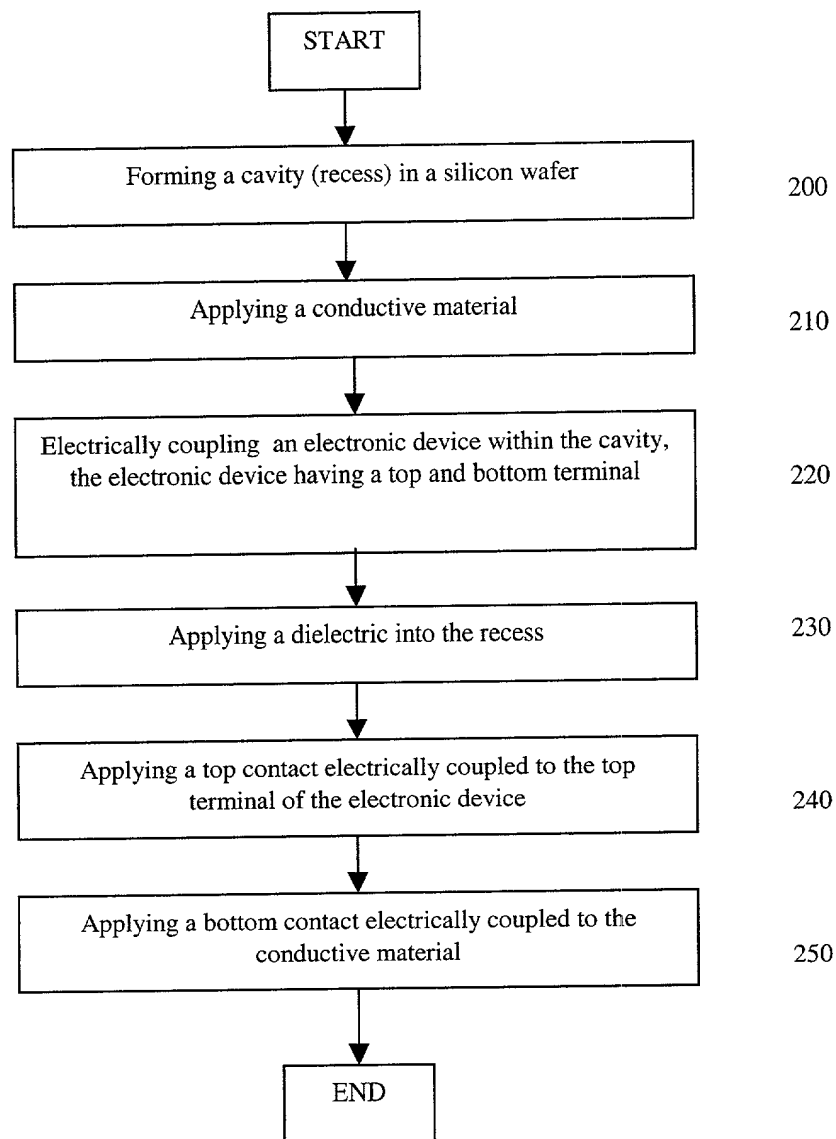 START
Forming a cavity (recess) in a silicon wafer
200
Applying a conductive material
210
Electrically coupling an electronic device within the cavity,
the electronic device having a top and bottom terminal
220
Applying a dielectric into the recess
230
Applying a top contact electrically coupled to the top
terminal of the electronic device
240
Applying a bottom contact electrically coupled to the
conductive material
250
END